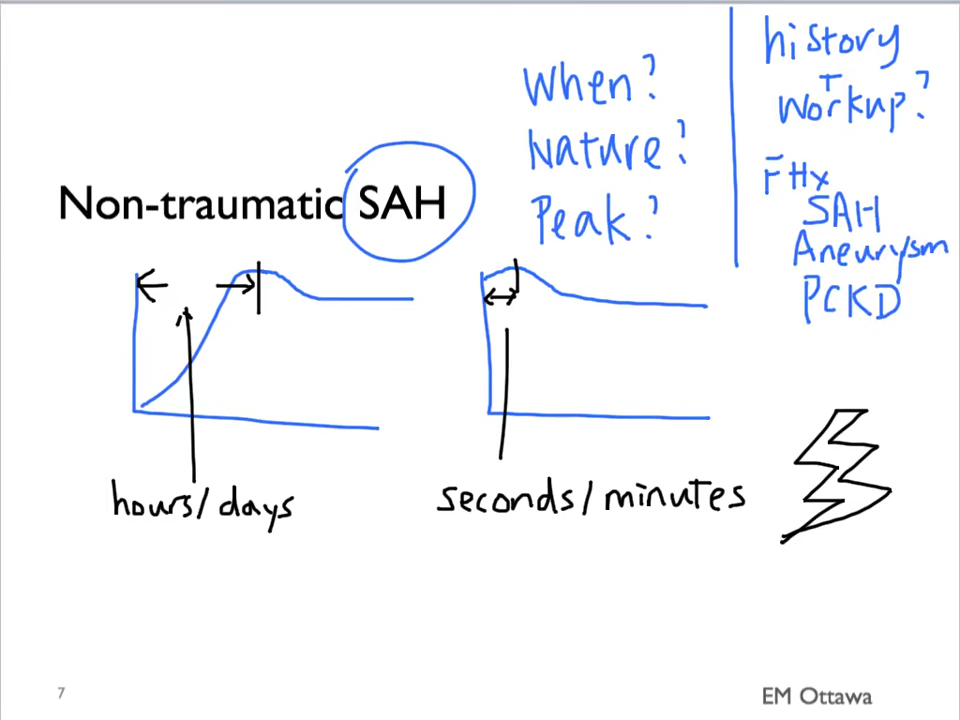 Non-traumatic SAH
When?
Nature?
Peak?
history
+
workup?
FHx
SAH
Aneurysm
PCKD
hours/days
seconds/minutes
7
EM Ottawa